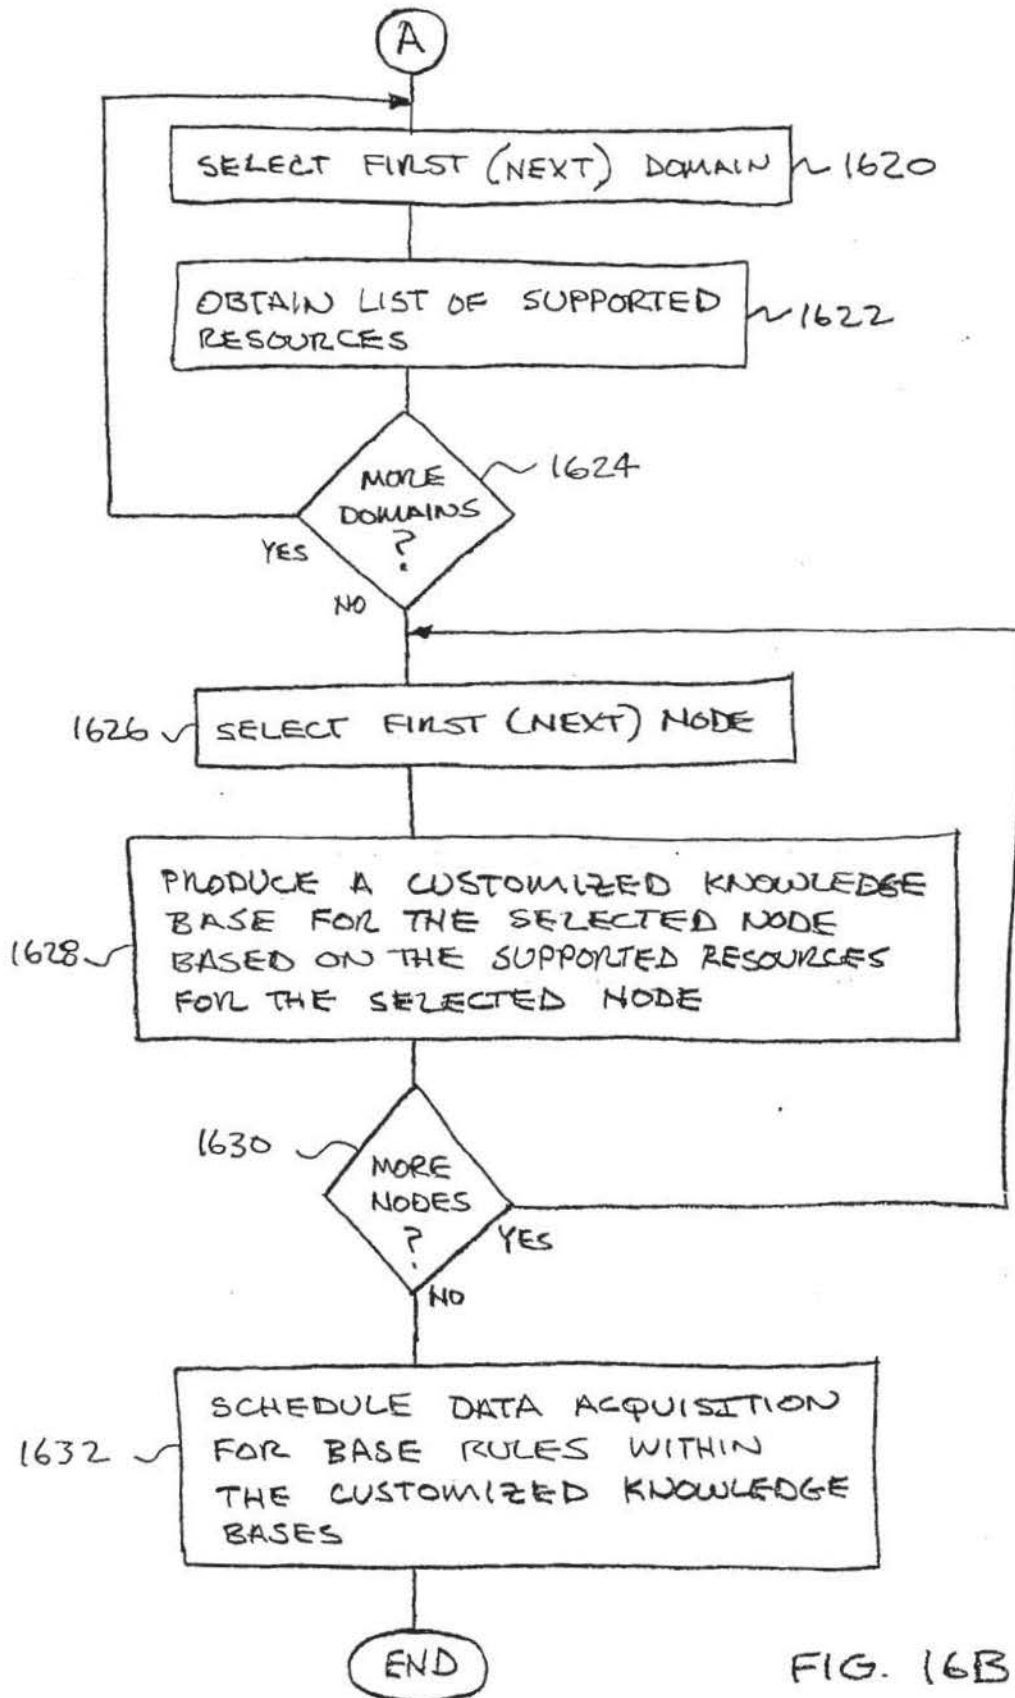 A
SELECT FIRST (NEXT) DOMAIN
1620
OBTAIN LIST OF SUPPORTED
RESOURCES
1622
MORE
DOMAINS
?
1624
YES
NO
1626
SELECT FIRST (NEXT) NODE
PRODUCE A CUSTOMIZED KNOWLEDGE
BASE FOR THE SELECTED NODE
BASED ON THE SUPPORTED RESOURCES
FOR THE SELECTED NODE
1628
1630
MORE
NODES
?
YES
NO
SCHEDULE DATA ACQUISITION
FOR BASE RULES WITHIN
THE CUSTOMIZED KNOWLEDGE
BASES
1632
END
FIG. 16B